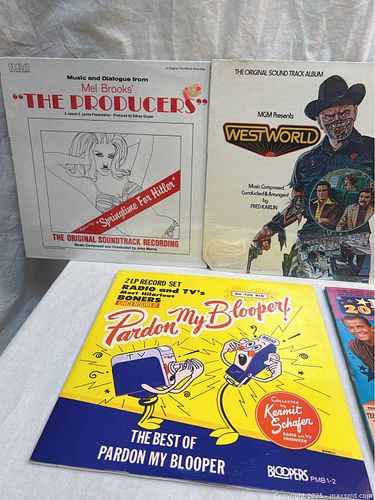 RCA
An Original Soundtrack Recording
Music and Dialogue from
Mel Brooks'
"THE PRODUCERS"
A Joseph E. Levine Presentation - Produced by Sidney Glazier
Featuring "Springtime For Hitler"
THE ORIGINAL SOUNDTRACK RECORDING
Music Composed and Conducted by John Morris
THE ORIGINAL SOUND TRACK ALBUM
MGM Presents
WESTWORLD
Music Composed,
Conducted & Arranged
by
FRED KARLIN
2 LP RECORD SET
RADIO and TV's
Most Hilarious
BONERS
UNCENSORED!
ON THE AIR
Pardon My Blooper!
TV
COLLECTED
by
Kermit
Schafer
RADIO and TV
PRODUCER
THE BEST OF
PARDON MY BLOOPER
BLOOPERS PMB 1-2
20
Copyright 2025 - maxsold.com